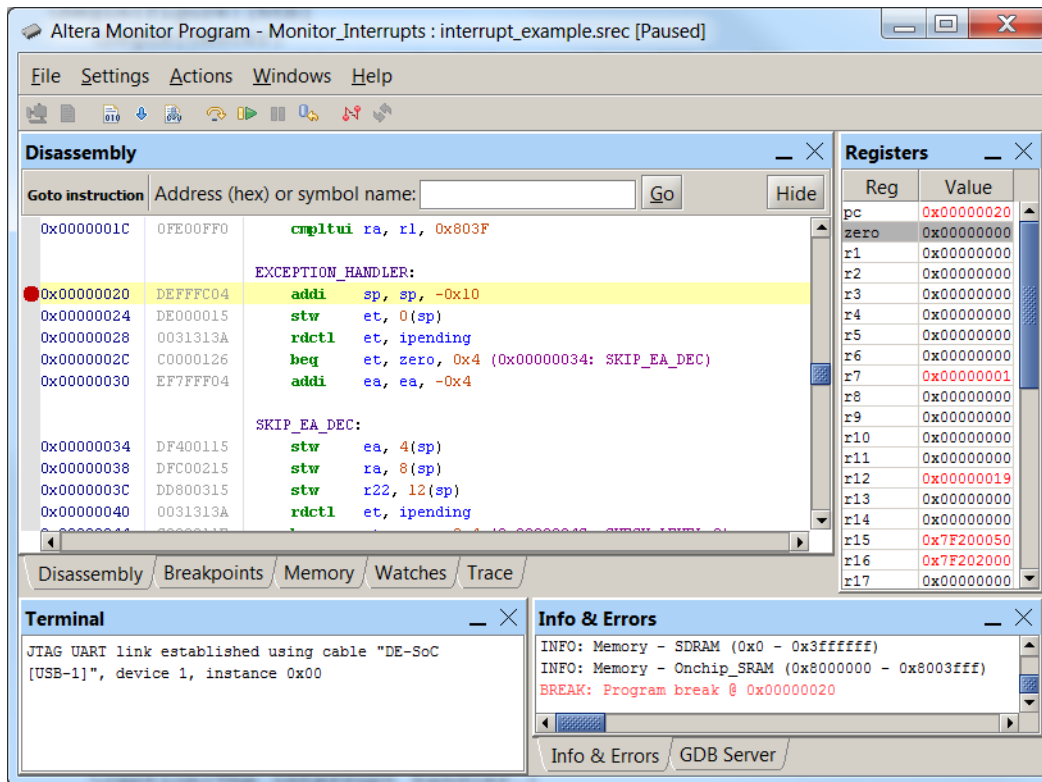 Altera Monitor Program - Monitor_Interrupts : interrupt_example.srec [Paused]
File Settings Actions Windows Help
Disassembly
Goto instruction Address (hex) or symbol name: Go Hide
0x0000001C 0FE00FF0 cmpltui ra, r1, 0x803F
EXCEPTION_HANDLER:
0x00000020 DEFFFC04 addi sp, sp, -0x10
0x00000024 DE000015 stw et, 0(sp)
0x00000028 0031313A rdctl et, ipending
0x0000002C C0000126 beq et, zero, 0x4 (0x00000034: SKIP_EA_DEC)
0x00000030 EF7FFF04 addi ea, ea, -0x4
SKIP_EA_DEC:
0x00000034 DF400115 stw ea, 4(sp)
0x00000038 DFC00215 stw ra, 8(sp)
0x0000003C DD800315 stw r22, 12(sp)
0x00000040 0031313A rdctl et, ipending
Disassembly Breakpoints Memory Watches Trace
Registers
Reg Value
pc 0x00000020
zero 0x00000000
r1 0x00000000
r2 0x00000000
r3 0x00000000
r4 0x00000000
r5 0x00000000
r6 0x00000000
r7 0x00000001
r8 0x00000000
r9 0x00000000
r10 0x00000000
r11 0x00000000
r12 0x00000019
r13 0x00000000
r14 0x00000000
r15 0x7F200050
r16 0x7F202000
r17 0x00000000
Terminal
JTAG UART link established using cable "DE-SoC
[USB-1]", device 1, instance 0x00
Info & Errors
INFO: Memory - SDRAM (0x0 - 0x3ffffff)
INFO: Memory - Onchip_SRAM (0x8000000 - 0x8003fff)
BREAK: Program break @ 0x00000020
Info & Errors GDB Server